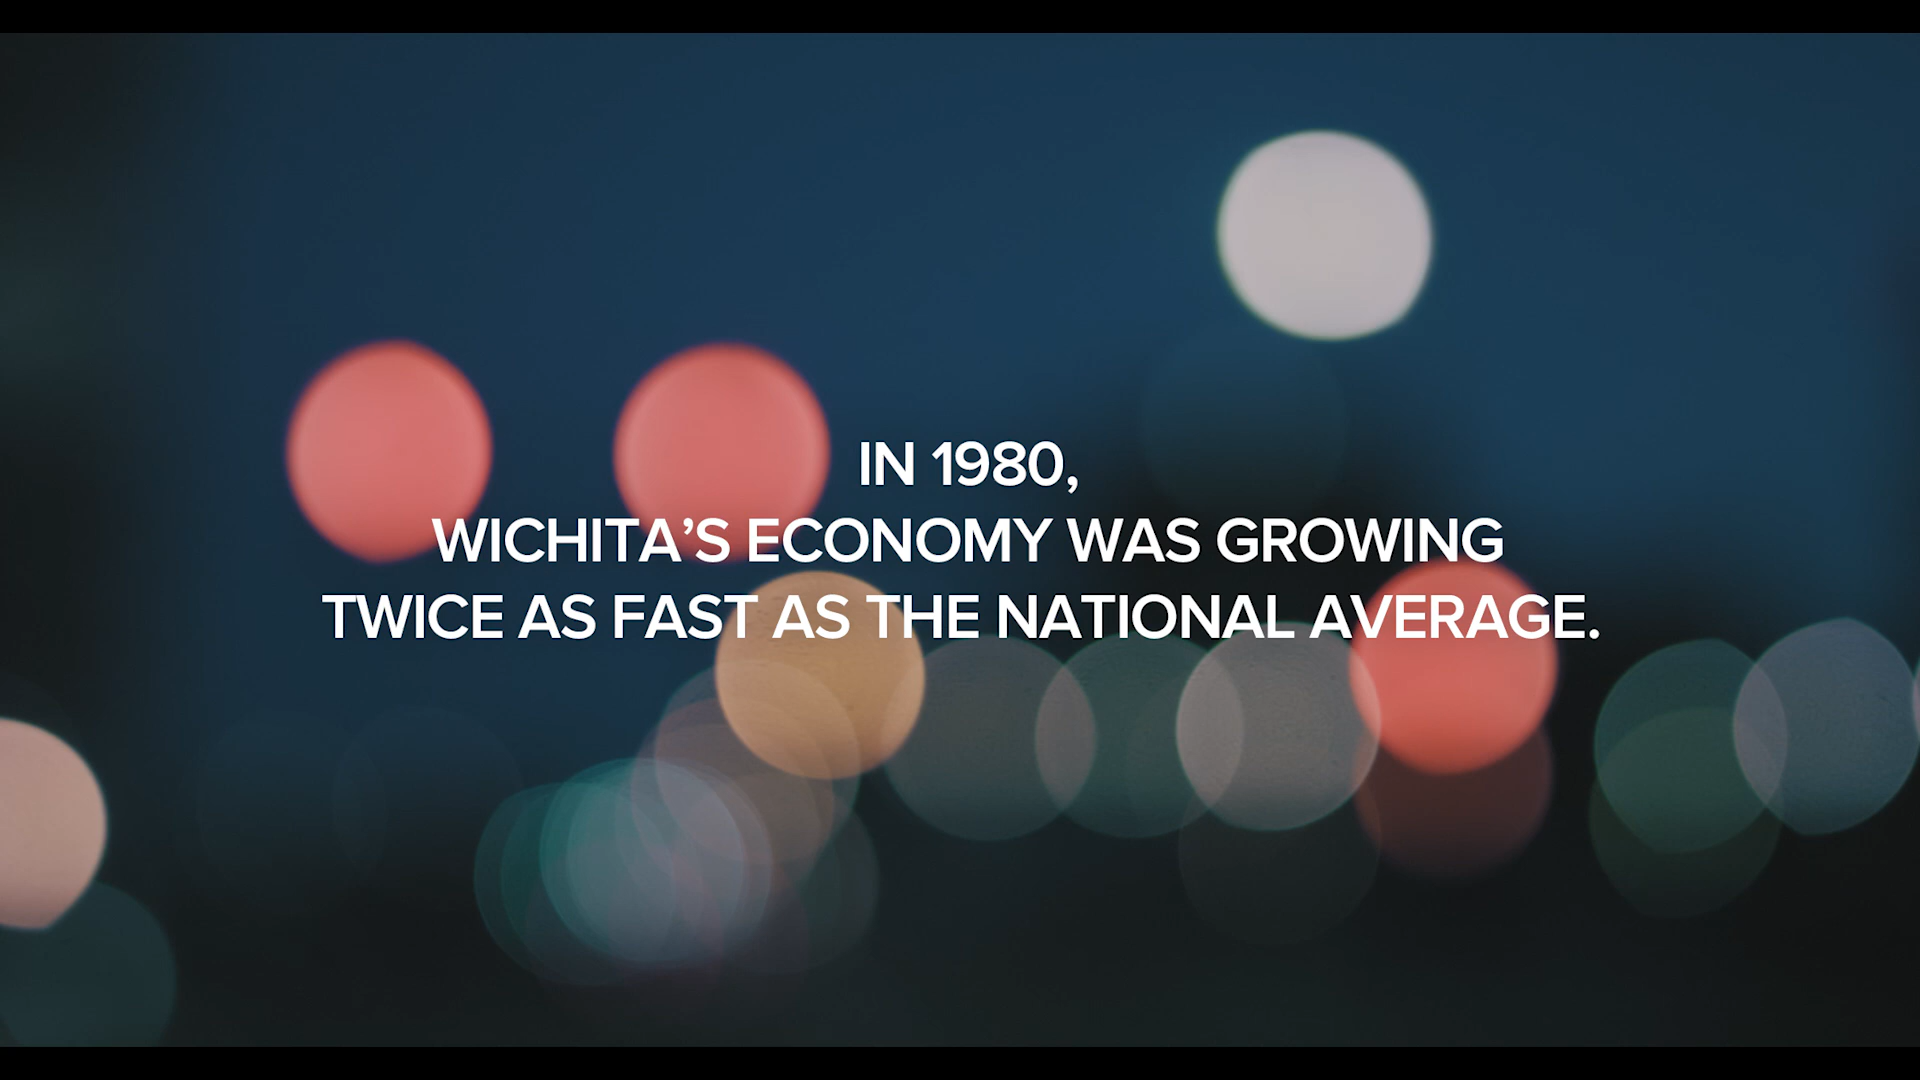 IN 1980,
WICHITA’S ECONOMY WAS GROWING
TWICE AS FAST AS THE NATIONAL AVERAGE.